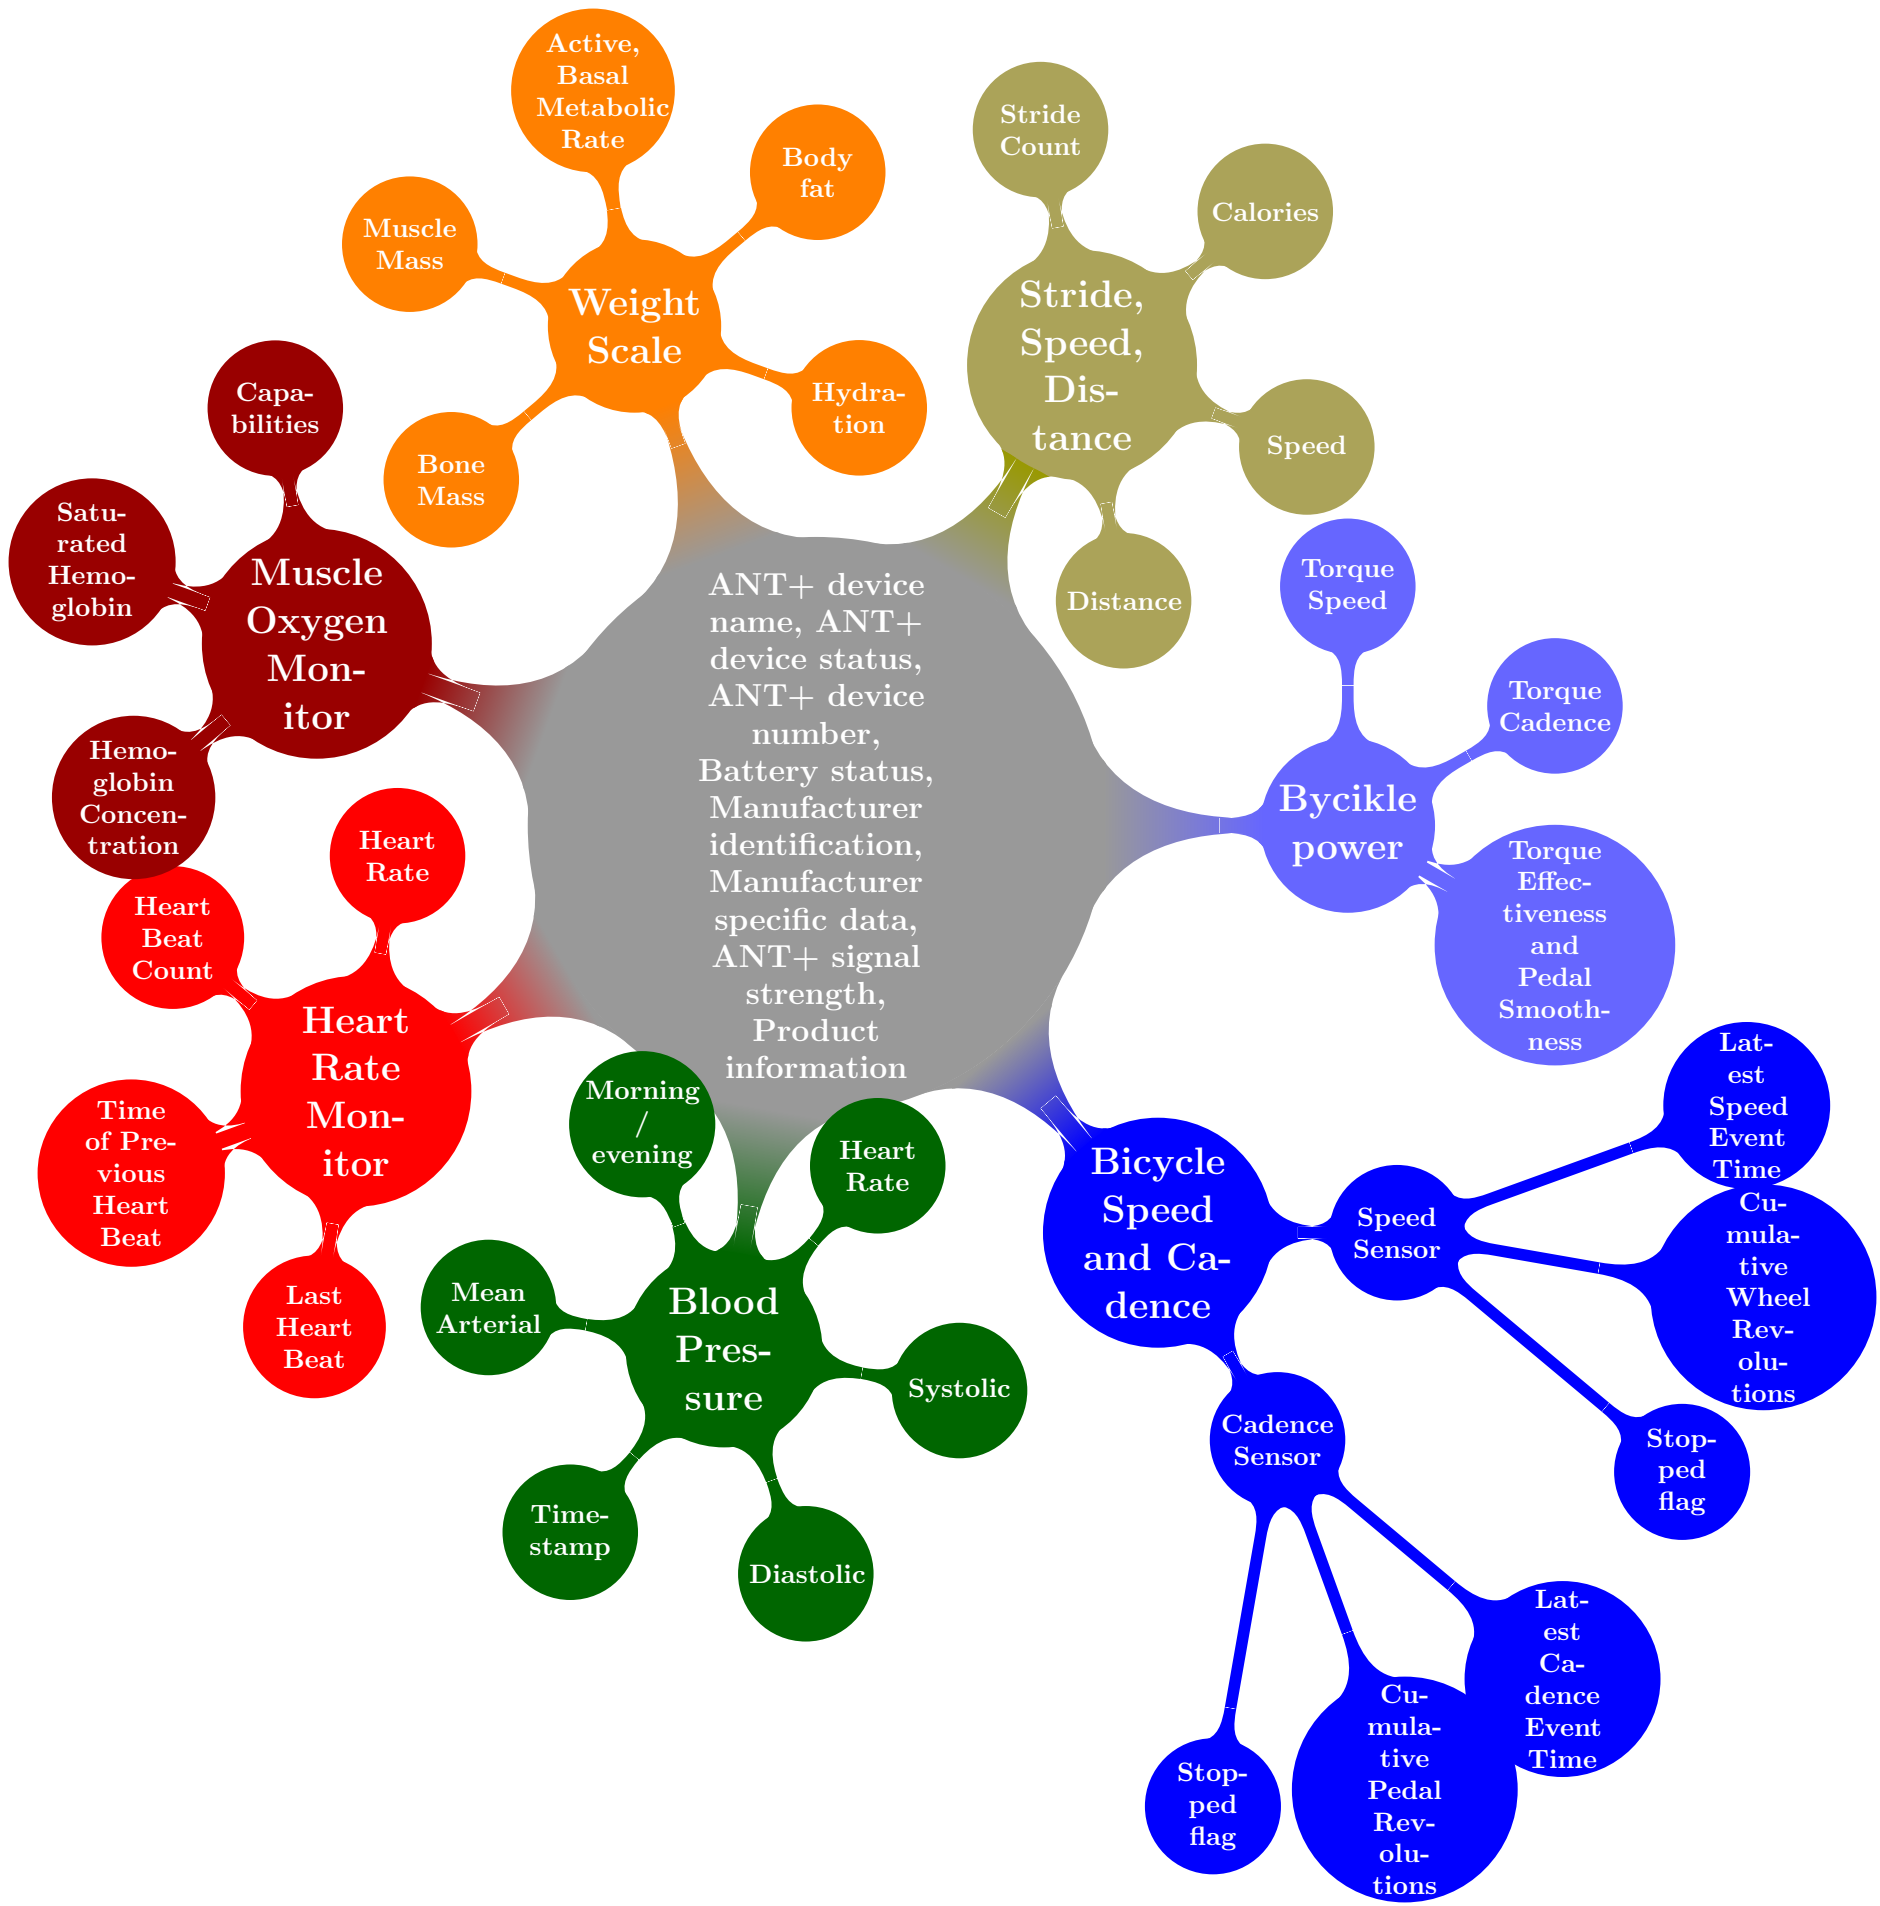 Active,
Basal
Metabolic
Rate
Body
fat
Muscle
Mass
Weight
Scale
Hydra-
tion
Bone
Mass
Stride
Count
Calories
Stride,
Speed,
Dis-
tance
Speed
Distance
Capa-
bilities
Satu-
rated
Hemo-
globin
Muscle
Oxygen
Mon-
itor
Hemo-
globin
Concen-
tration
ANT+ device
name, ANT+
device status,
ANT+ device
number,
Battery status,
Manufacturer
identification,
Manufacturer
specific data,
ANT+ signal
strength,
Product
information
Torque
Speed
Torque
Cadence
Bycikle
power
Torque
Effec-
tiveness
and
Pedal
Smooth-
ness
Heart
Rate
Heart
Beat
Count
Heart
Rate
Mon-
itor
Time
of Pre-
vious
Heart
Beat
Last
Heart
Beat
Morning
/
evening
Heart
Rate
Mean
Arterial
Blood
Pres-
sure
Systolic
Time-
stamp
Diastolic
Bicycle
Speed
and Ca-
dence
Speed
Sensor
Lat-
est
Speed
Event
Time
Cu-
mula-
tive
Wheel
Rev-
olu-
tions
Stop-
ped
flag
Cadence
Sensor
Lat-
est
Ca-
dence
Event
Time
Cu-
mula-
tive
Pedal
Rev-
olu-
tions
Stop-
ped
flag